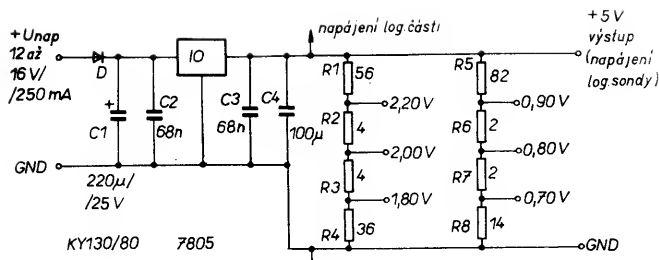 +Unap
12 až
16 V/
/250 mA
D
IO
napájení log. části
+5V
výstup
(napájení
log. sondy)
C1
+
C2
68n
C3
68n
C4
100µ
R1
56
2,20 V
R2
4
2,00 V
R3
4
1,80 V
R4
36
R5
82
0,90 V
R6
2
0,80 V
R7
2
0,70 V
R8
14
GND
GND
220µ/
/25 V
KY130/80
7805